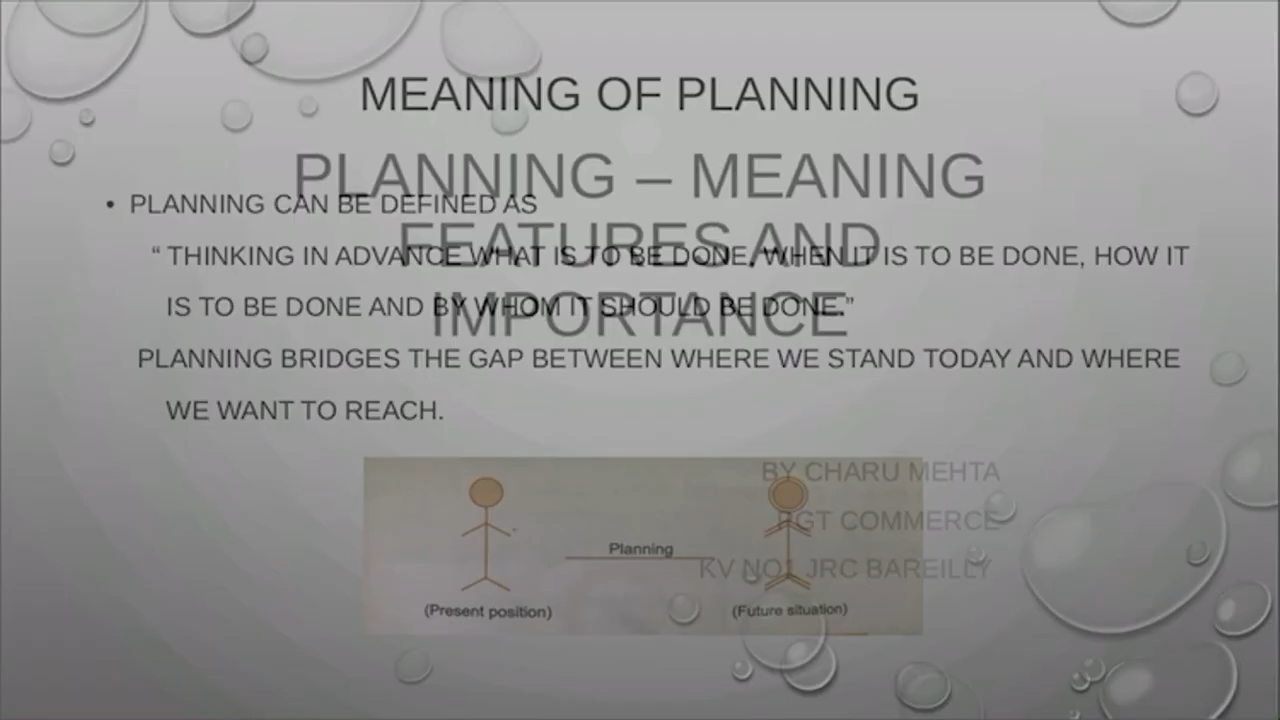 MEANING OF PLANNING
PLANNING – MEANING
FEATURES AND
IMPORTANCE
• PLANNING CAN BE DEFINED AS
“ THINKING IN ADVANCE WHAT IS TO BE DONE, WHEN IT IS TO BE DONE, HOW IT
IS TO BE DONE AND BY WHOM IT SHOULD BE DONE.”
PLANNING BRIDGES THE GAP BETWEEN WHERE WE STAND TODAY AND WHERE
WE WANT TO REACH.
BY CHARU MEHTA
PGT COMMERCE
KV NO1 JRC BAREILLY
Planning
(Present position)
(Future situation)